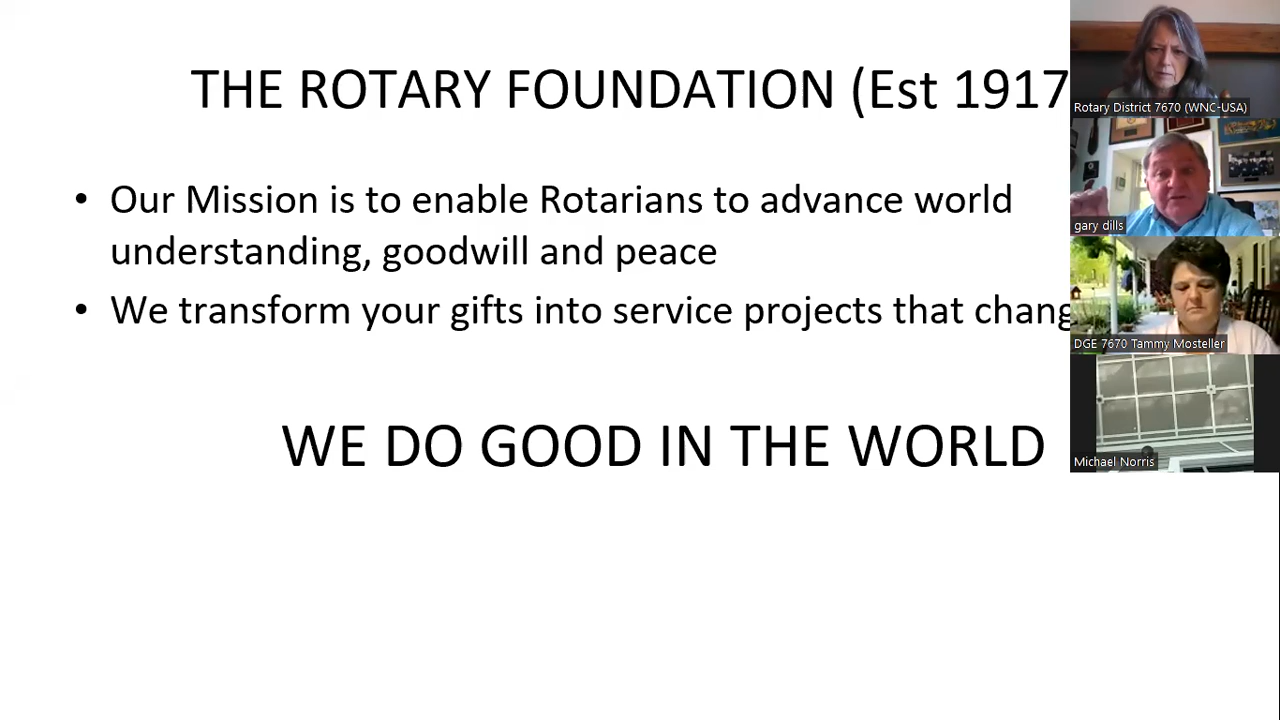 THE ROTARY FOUNDATION (Est 1917
• Our Mission is to enable Rotarians to advance world
understanding, goodwill and peace
• We transform your gifts into service projects that chang
WE DO GOOD IN THE WORLD
Rotary District 7670 (WNC-USA)
gary dills
DGE 7670 Tammy Mosteller
Michael Norris